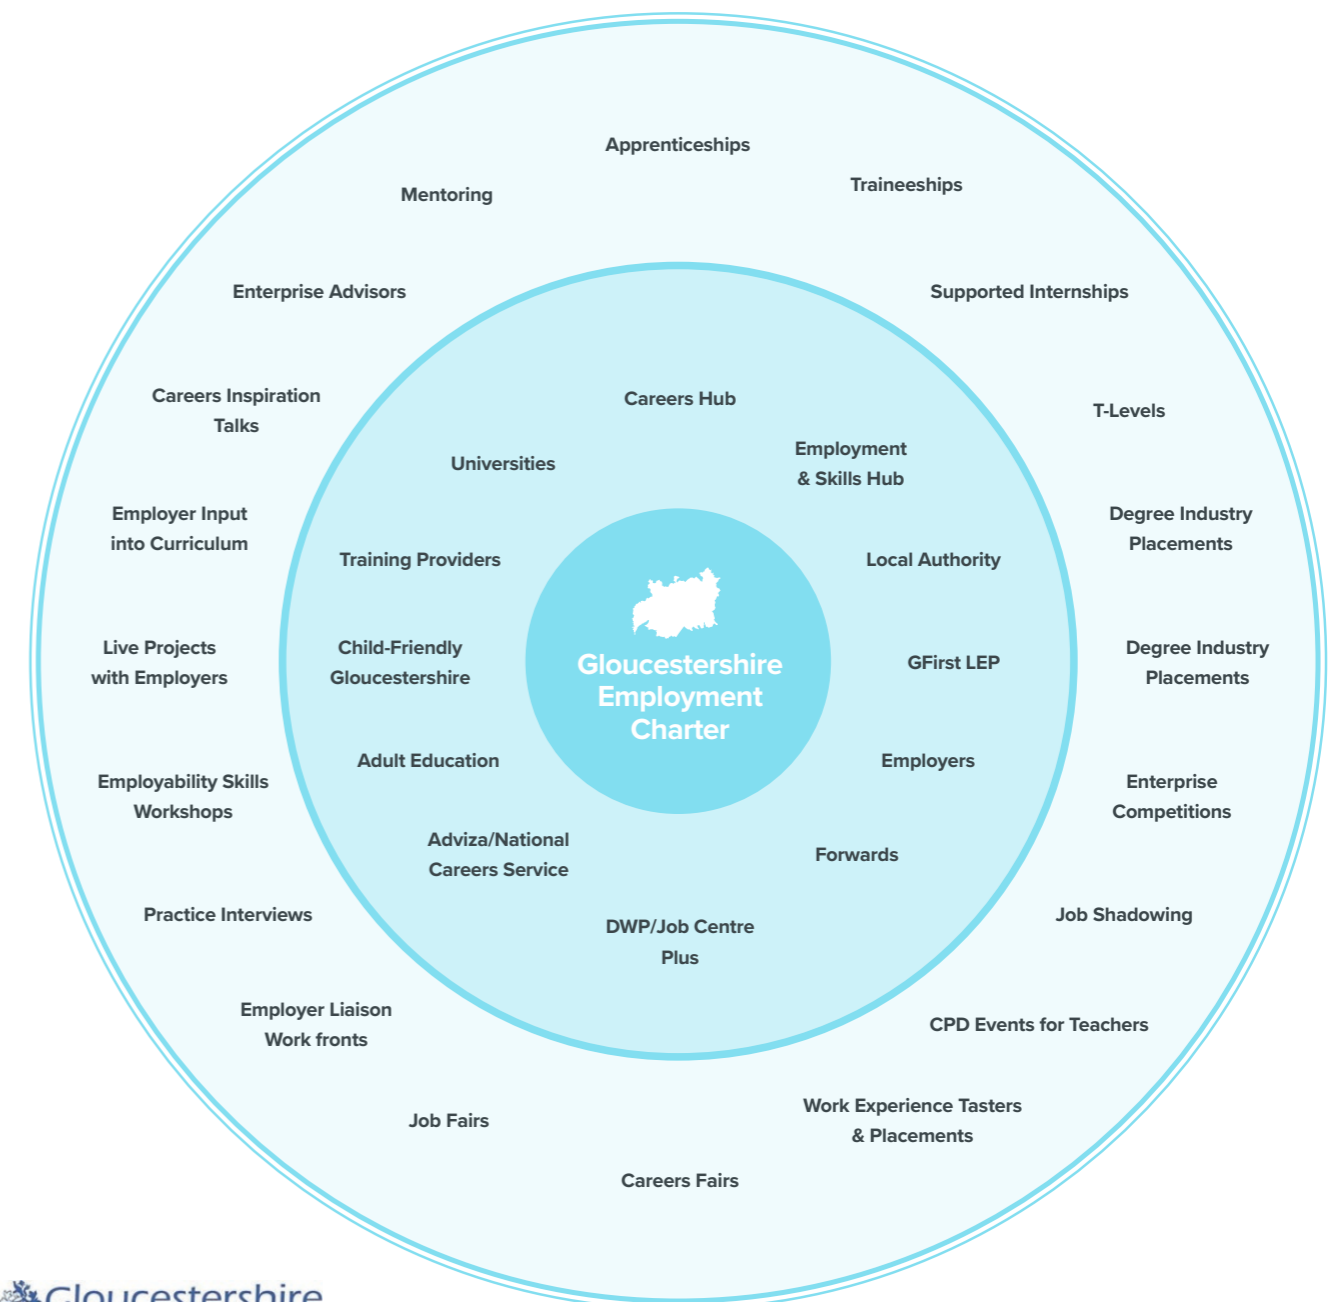 Apprenticeships
Traineeships
Mentoring
Supported Internships
Enterprise Advisors
T-Levels
Careers Inspiration
Talks
Degree Industry
Placements
Employer Input
into Curriculum
Degree Industry
Placements
Live Projects
with Employers
Enterprise
Competitions
Employability Skills
Workshops
Job Shadowing
Practice Interviews
CPD Events for Teachers
Employer Liaison
Work fronts
Work Experience Tasters
& Placements
Job Fairs
Careers Fairs
Careers Hub
Employment
& Skills Hub
Universities
Local Authority
Training Providers
GFirst LEP
Child-Friendly
Gloucestershire
Employers
Adult Education
Forwards
Adviza/National
Careers Service
DWP/Job Centre
Plus
Gloucestershire
Employment
Charter
Gloucestershire